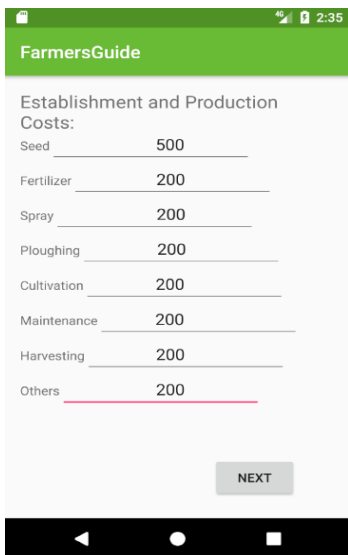 4G 2:35
FarmersGuide
Establishment and Production
Costs:
Seed 500
Fertilizer 200
Spray 200
Ploughing 200
Cultivation 200
Maintenance 200
Harvesting 200
Others 200
NEXT